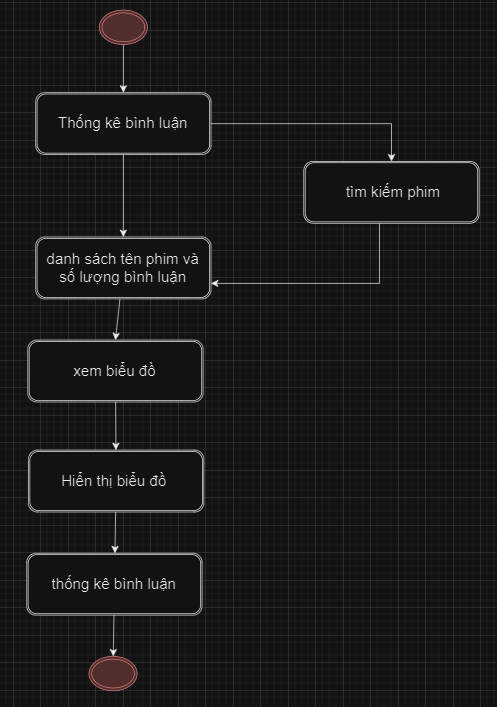 Thống kê bình luận
tìm kiếm phim
danh sách tên phim và
số lượng bình luận
xem biểu đồ
Hiển thị biểu đồ
thống kê bình luận